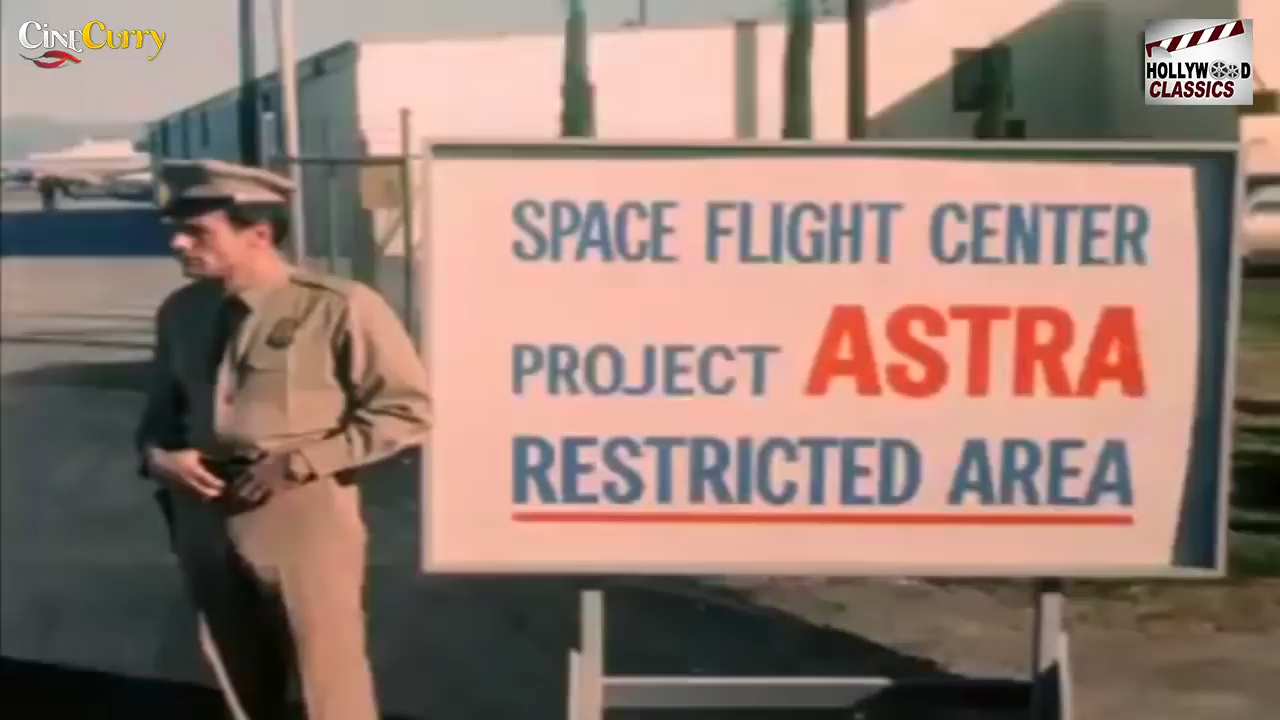 CINECURRY
HOLLYWOOD
CLASSICS
SPACE FLIGHT CENTER
PROJECT ASTRA
RESTRICTED AREA